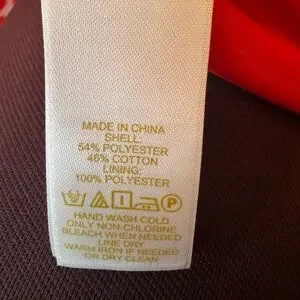 MADE IN CHINA
SHELL:
54% POLYESTER
46% COTTON
LINING:
100% POLYESTER
P
HAND WASH COLD
ONLY NON-CHLORINE
BLEACH WHEN NEEDED
LINE DRY
WARM IRON IF NEEDED
OR DRY CLEAN